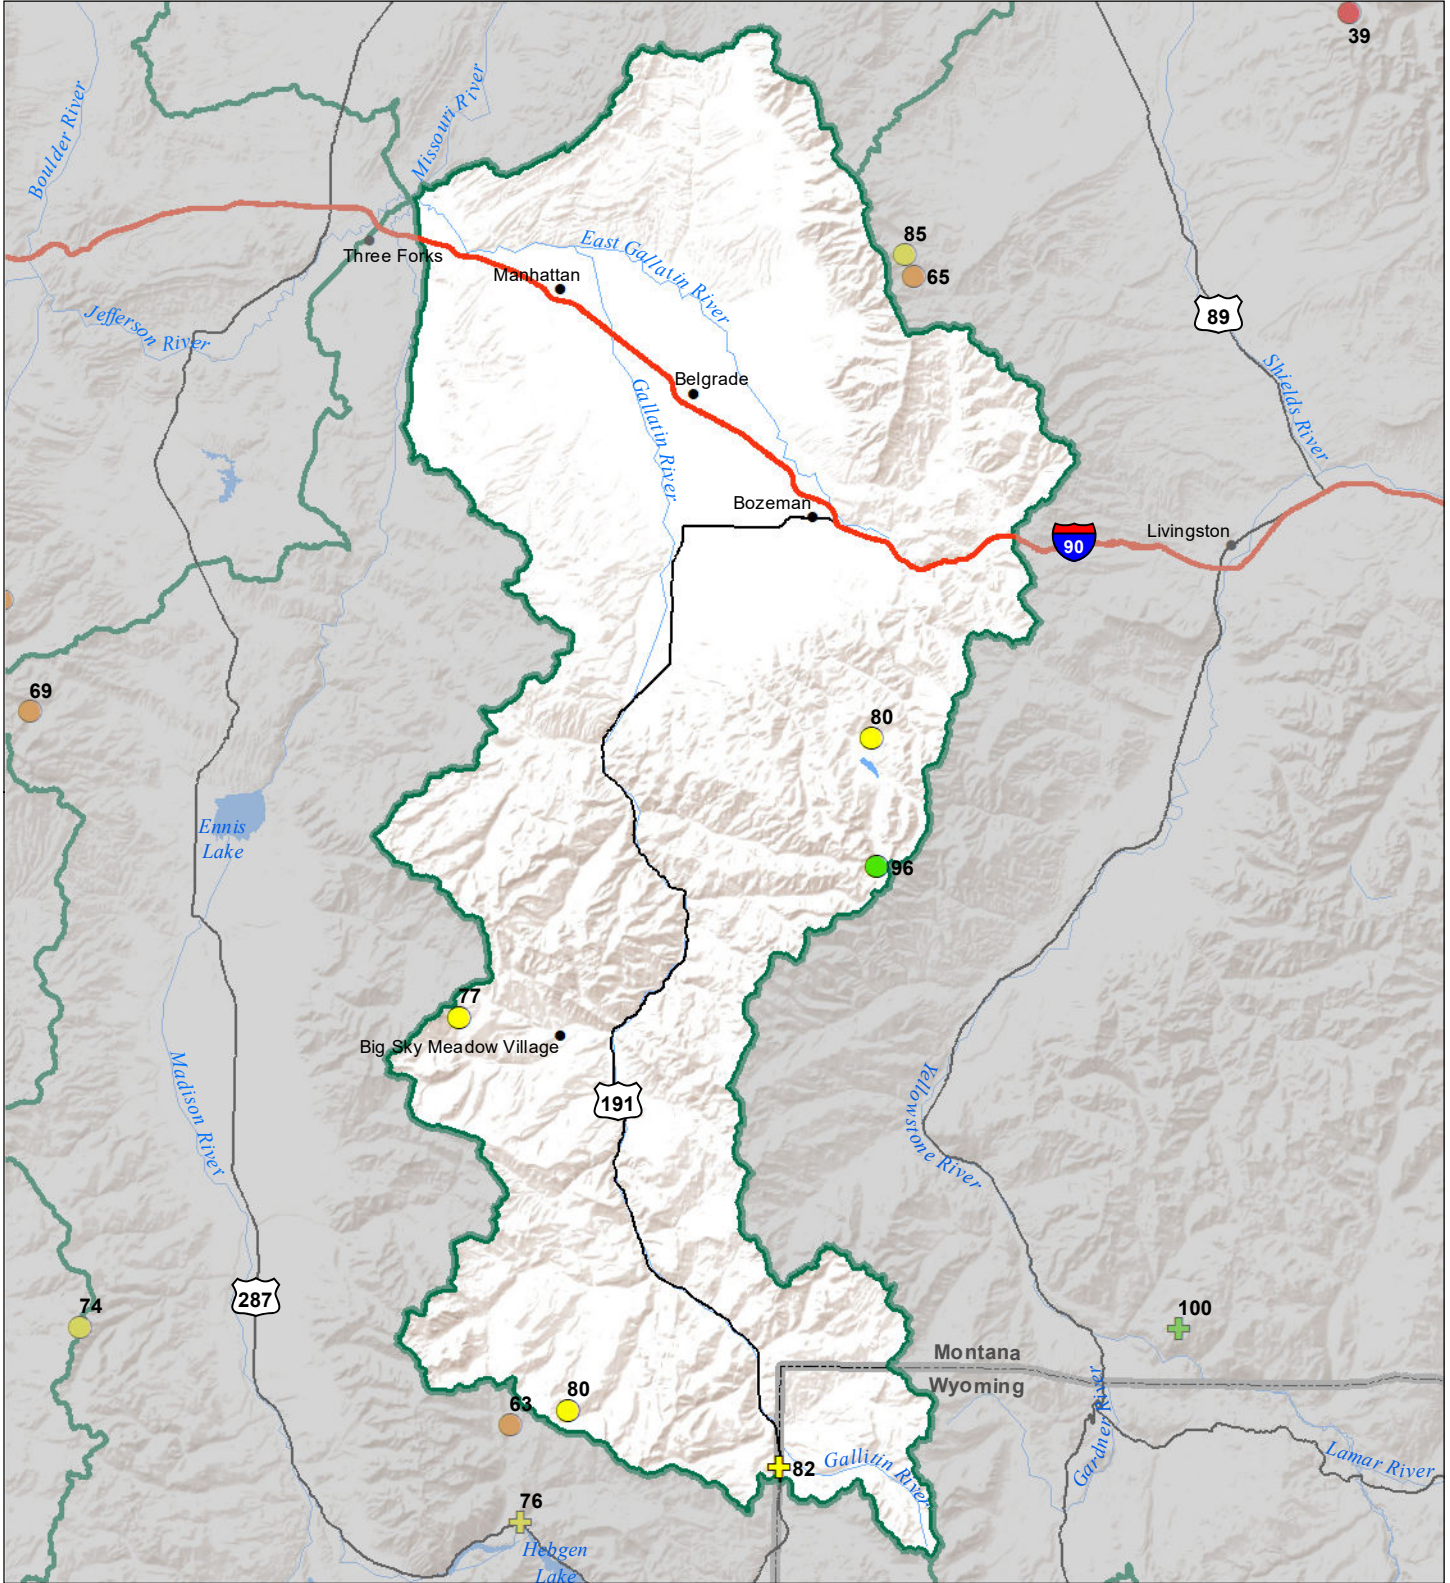 39
Missouri River
Boulder River
85
65
East Gallatin River
Three Forks
Manhattan
89
Jefferson River
Shields River
Belgrade
Gallatin River
Bozeman
90
Livingston
69
80
Ennis
Lake
96
77
Big Sky Meadow Village
Madison River
191
Yellowstone River
287
74
100
Montana
Wyoming
80
63
Gardner River
82
Gallitin River
Lamar River
76
Hebgen
Lake